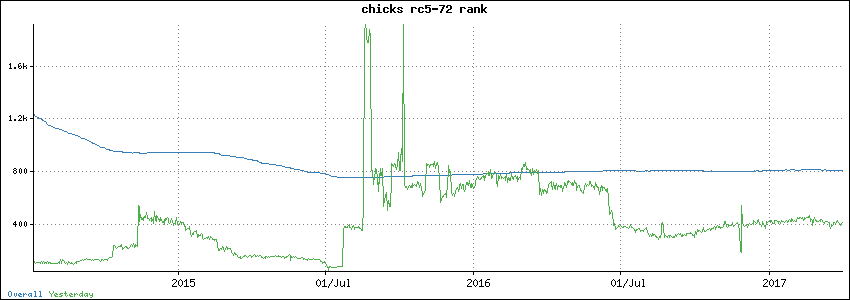 chicks rc5-72 rank
1.6k
1.2k
800
400
2015 01/Jul 2016 01/Jul 2017
Overall Yesterday